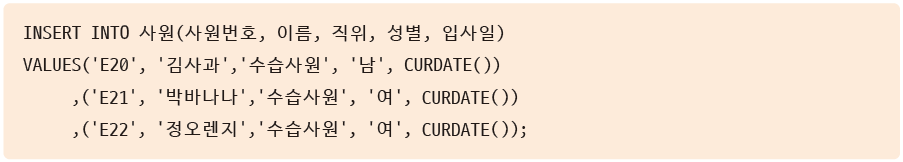 INSERT INTO 사원(사원번호, 이름, 직위, 성별, 입사일)
VALUES('E20', '김사과','수습사원', '남', CURDATE())
,('E21', '박바나나','수습사원', '여', CURDATE())
,('E22', '정오렌지','수습사원', '여', CURDATE());